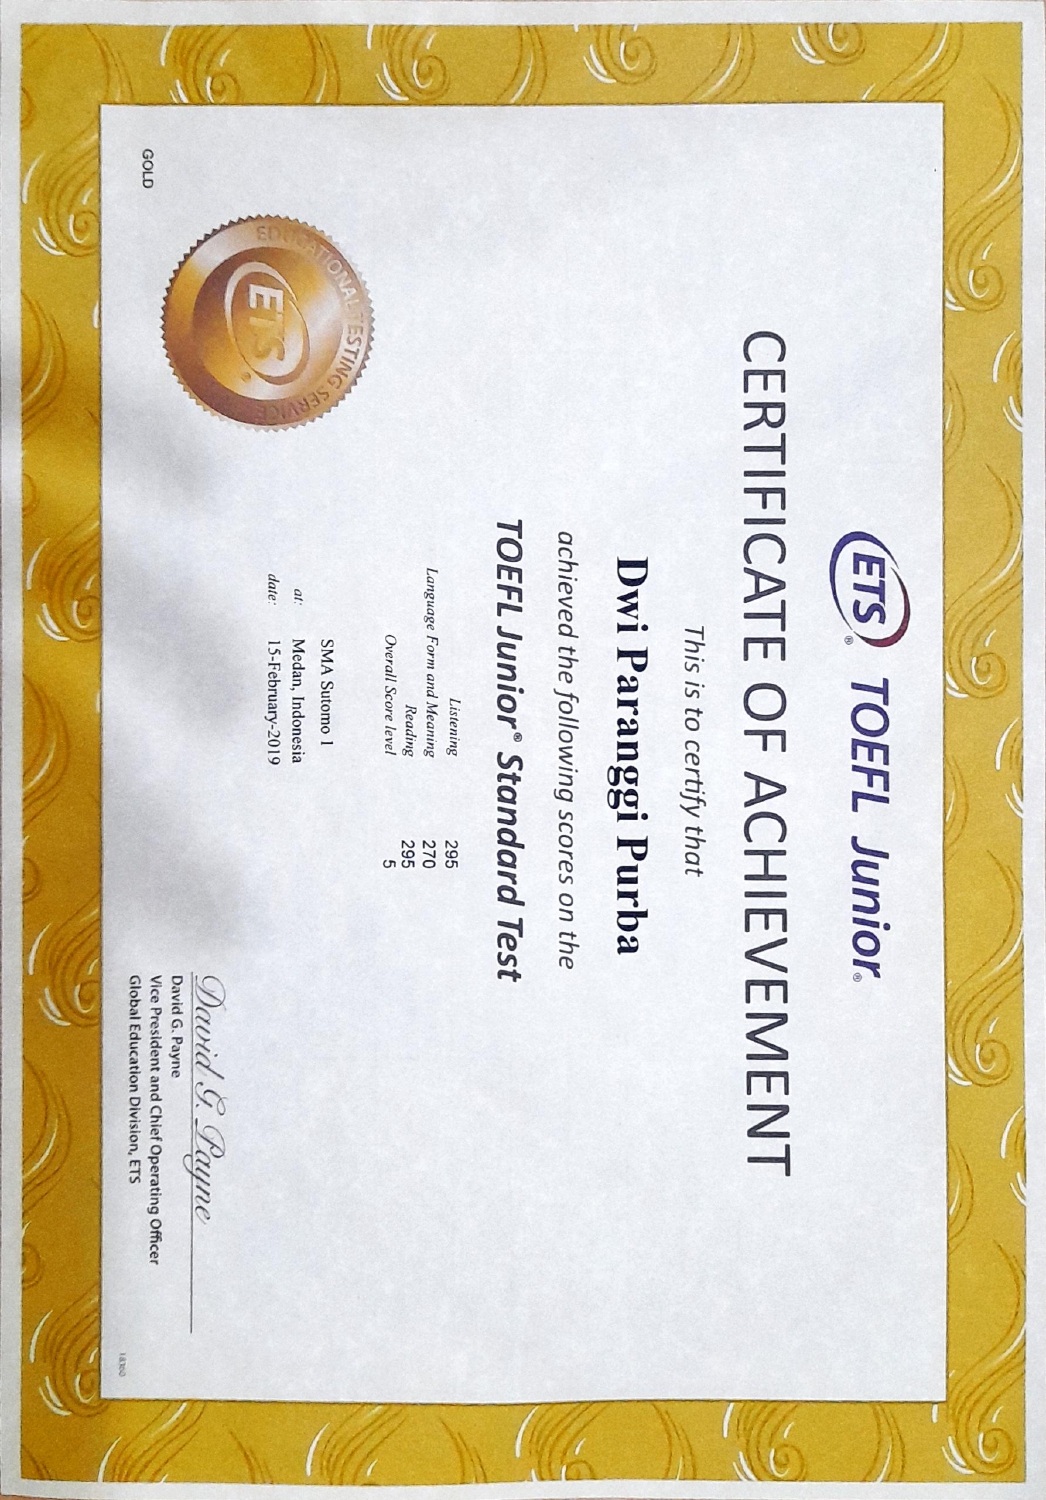 ETS® TOEFL Junior®
CERTIFICATE OF ACHIEVEMENT
This is to certify that
Dwi Paranggi Purba
achieved the following scores on the
TOEFL Junior® Standard Test
Listening 295
Language Form and Meaning 270
Reading 295
Overall Score level 5
SMA Sutomo 1
at: Medan, Indonesia
date: 15-February-2019
EDUCATIONAL TESTING SERVICE
ETS®
GOLD
David G. Payne
David G. Payne
Vice President and Chief Operating Officer
Global Education Division, ETS